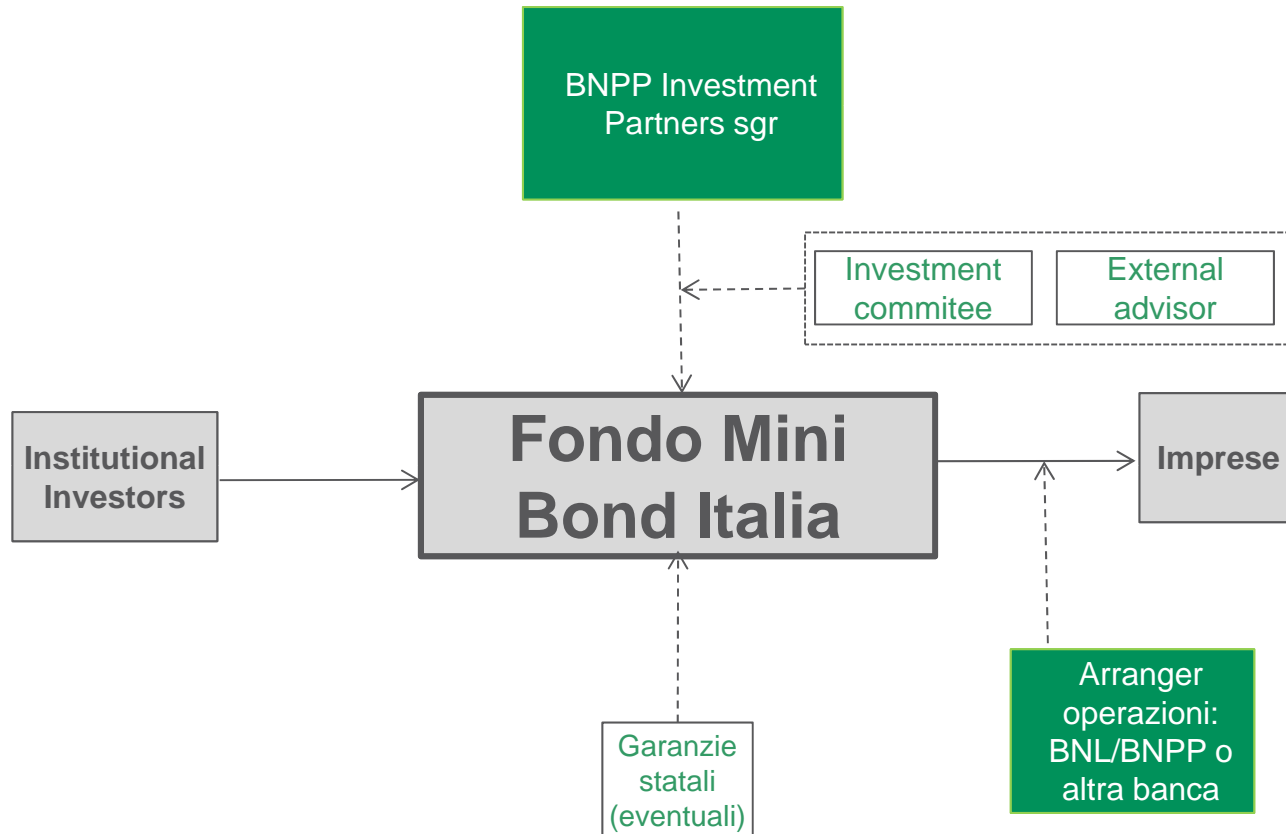 BNPP Investment
Partners sgr
Investment
commitee
External
advisor
Institutional
Investors
Fondo Mini
Bond Italia
Imprese
Garanzie
statali
(eventuali)
Arranger
operazioni:
BNL/BNPP o
altra banca